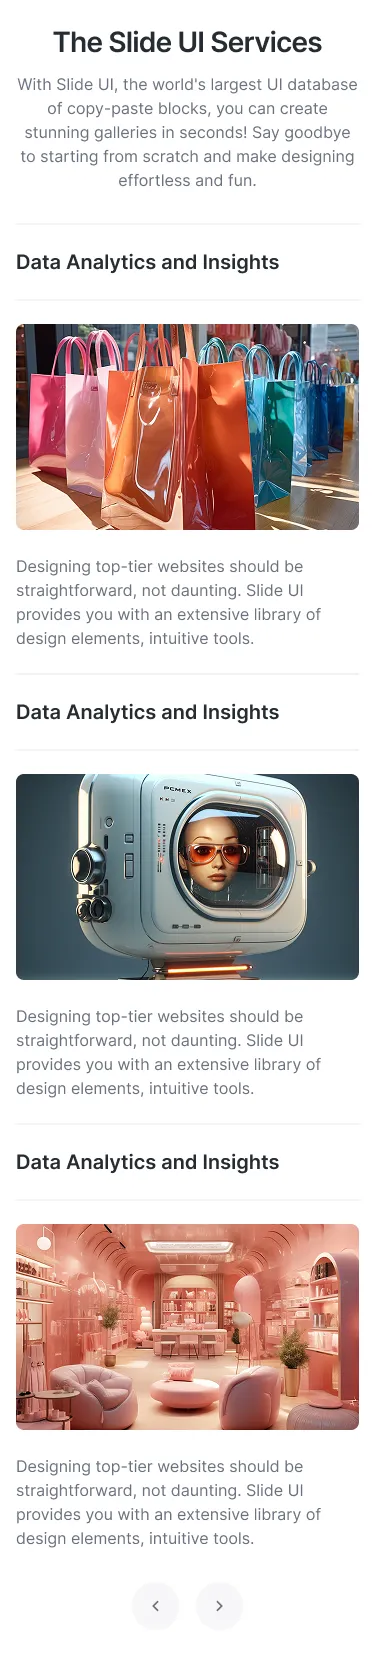 The Slide UI Services
With Slide UI, the world's largest UI database
of copy-paste blocks, you can create
stunning galleries in seconds! Say goodbye
to starting from scratch and make designing
effortless and fun.
Data Analytics and Insights
Designing top-tier websites should be
straightforward, not daunting. Slide UI
provides you with an extensive library of
design elements, intuitive tools.
Data Analytics and Insights
PCMEX
Designing top-tier websites should be
straightforward, not daunting. Slide UI
provides you with an extensive library of
design elements, intuitive tools.
Data Analytics and Insights
Designing top-tier websites should be
straightforward, not daunting. Slide UI
provides you with an extensive library of
design elements, intuitive tools.